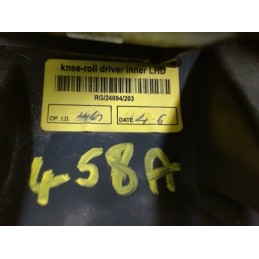 knee-roll driver inner LHD
RG/24094/203
OP. I.D. DATE 4.6
458A